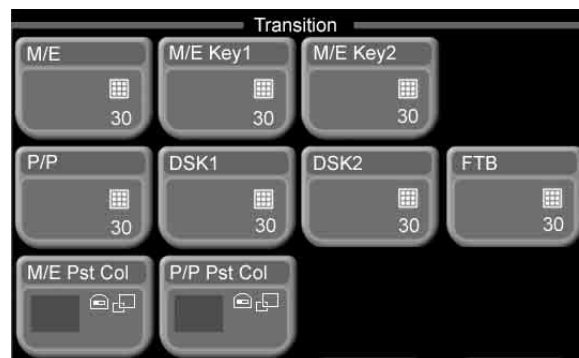 Transition
M/E M/E Key1 M/E Key2
30 30 30
P/P DSK1 DSK2 FTB
30 30 30 30
M/E Pst Col P/P Pst Col